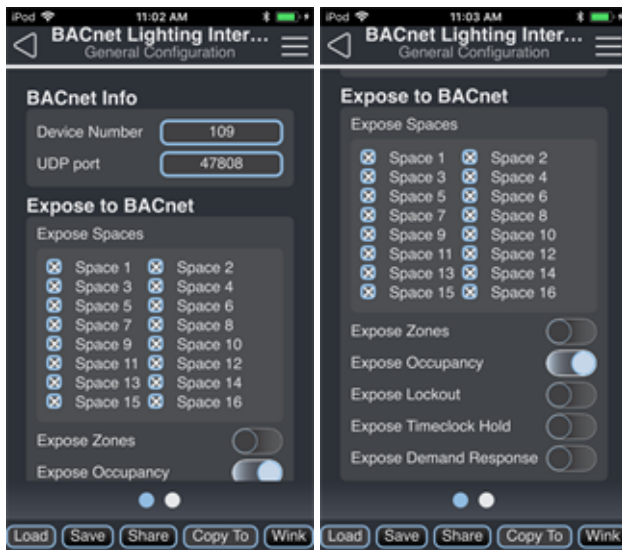 iPod 11:02 AM
BACnet Lighting Inter...
General Configuration
BACnet Info
Device Number 109
UDP port 47808
Expose to BACnet
Expose Spaces
Space 1 Space 2
Space 3 Space 4
Space 5 Space 6
Space 7 Space 8
Space 9 Space 10
Space 11 Space 12
Space 13 Space 14
Space 15 Space 16
Expose Zones
Expose Occupancy
Load Save Share Copy To Wink
iPod 11:03 AM
BACnet Lighting Inter...
General Configuration
Expose to BACnet
Expose Spaces
Space 1 Space 2
Space 3 Space 4
Space 5 Space 6
Space 7 Space 8
Space 9 Space 10
Space 11 Space 12
Space 13 Space 14
Space 15 Space 16
Expose Zones
Expose Occupancy
Expose Lockout
Expose Timeclock Hold
Expose Demand Response
Load Save Share Copy To Wink